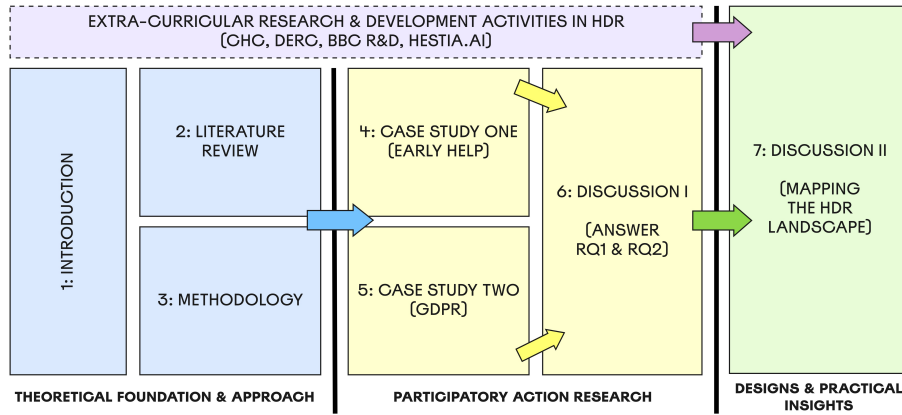 EXTRA-CURRICULAR RESEARCH & DEVELOPMENT ACTIVITIES IN HDR
(CHC, DERC, BBC R&D, HESTIA.AI)
1: INTRODUCTION
2: LITERATURE
REVIEW
3: METHODOLOGY
4: CASE STUDY ONE
(EARLY HELP)
5: CASE STUDY TWO
(GDPR)
6: DISCUSSION I
(ANSWER
RQ1 & RQ2)
7: DISCUSSION II
(MAPPING
THE HDR
LANDSCAPE)
THEORETICAL FOUNDATION & APPROACH
PARTICIPATORY ACTION RESEARCH
DESIGNS & PRACTICAL
INSIGHTS